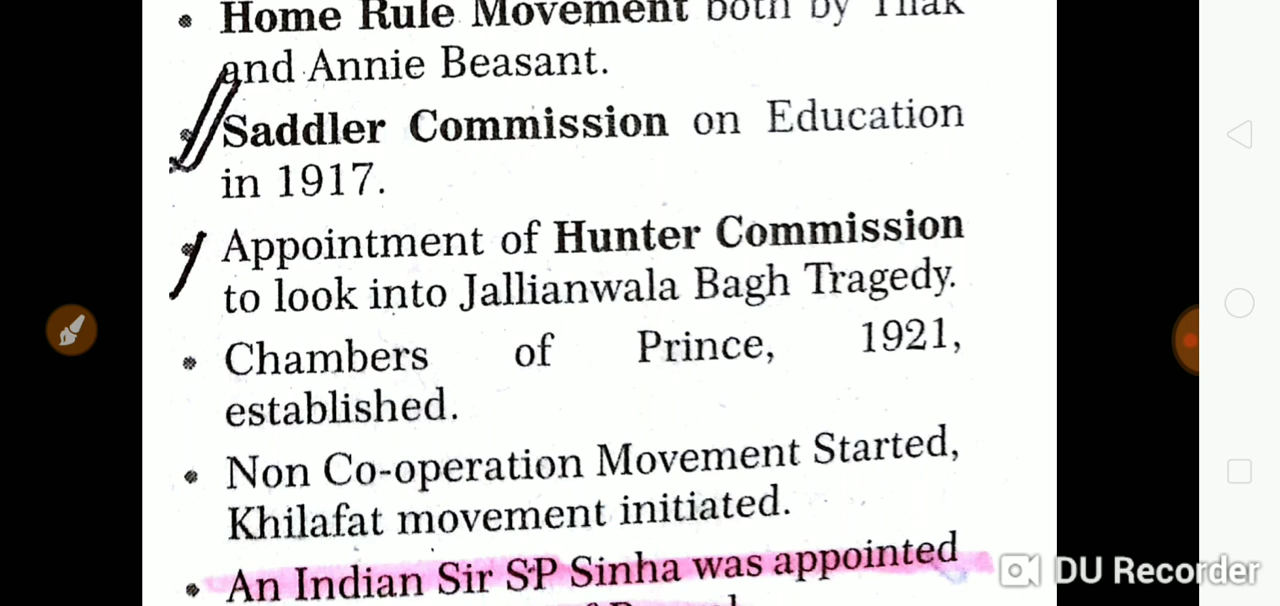 Home Rule Movement both by Tilak
and Annie Beasant.
Saddler Commission on Education
in 1917.
Appointment of Hunter Commission
to look into Jallianwala Bagh Tragedy.
Chambers of Prince, 1921,
established.
Non Co-operation Movement Started,
Khilafat movement initiated.
An Indian Sir SP Sinha was appointed
DU Recorder